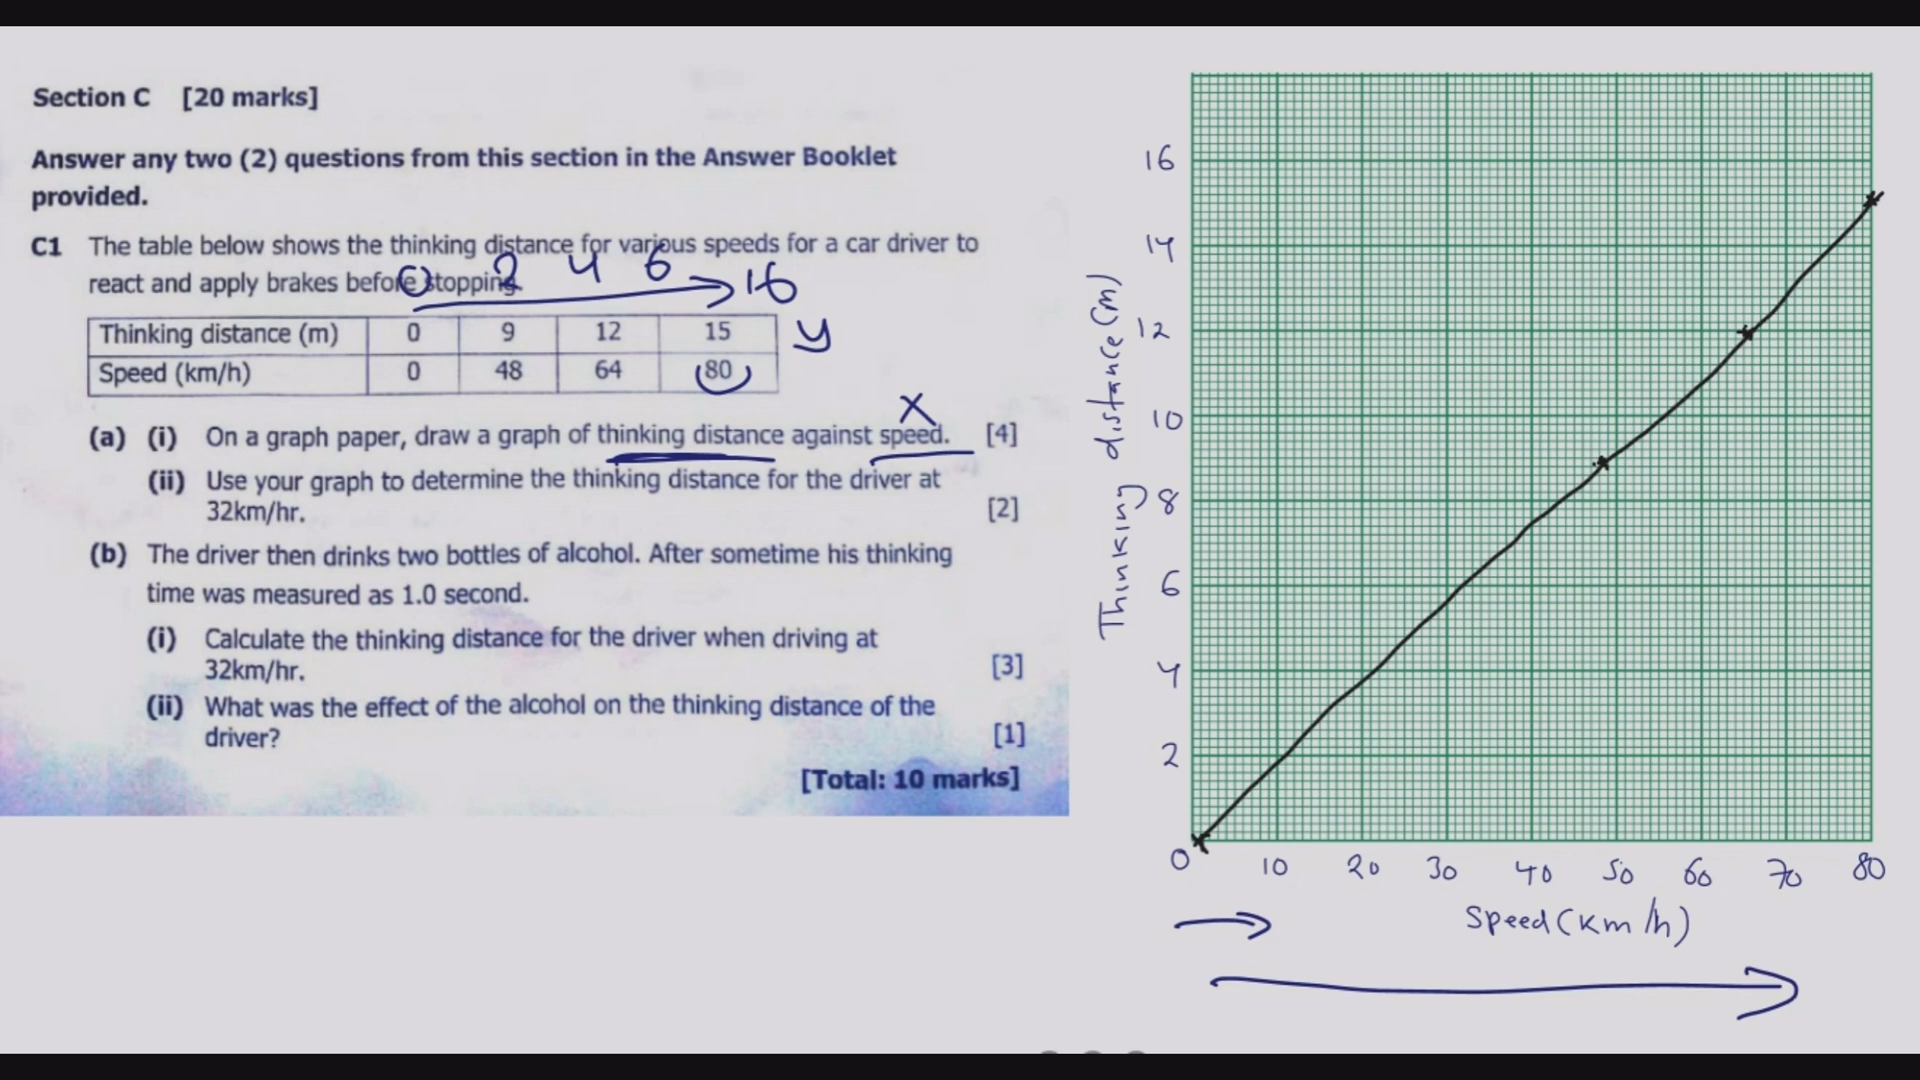 Section C [20 marks]
Answer any two (2) questions from this section in the Answer Booklet
provided.
C1 The table below shows the thinking distance for various speeds for a car driver to
react and apply brakes before stopping.
0 2 4 6 16
Thinking distance (m) 0 9 12 15 y
Speed (km/h) 0 48 64 80
x
(a) (i) On a graph paper, draw a graph of thinking distance against speed. [4]
(ii) Use your graph to determine the thinking distance for the driver at
32km/hr. [2]
(b) The driver then drinks two bottles of alcohol. After sometime his thinking
time was measured as 1.0 second.
(i) Calculate the thinking distance for the driver when driving at
32km/hr. [3]
(ii) What was the effect of the alcohol on the thinking distance of the
driver? [1]
[Total: 10 marks]
Thinking distance (m)
16
14
12
10
8
6
4
2
0 10 20 30 40 50 60 70 80
Speed (km/h)